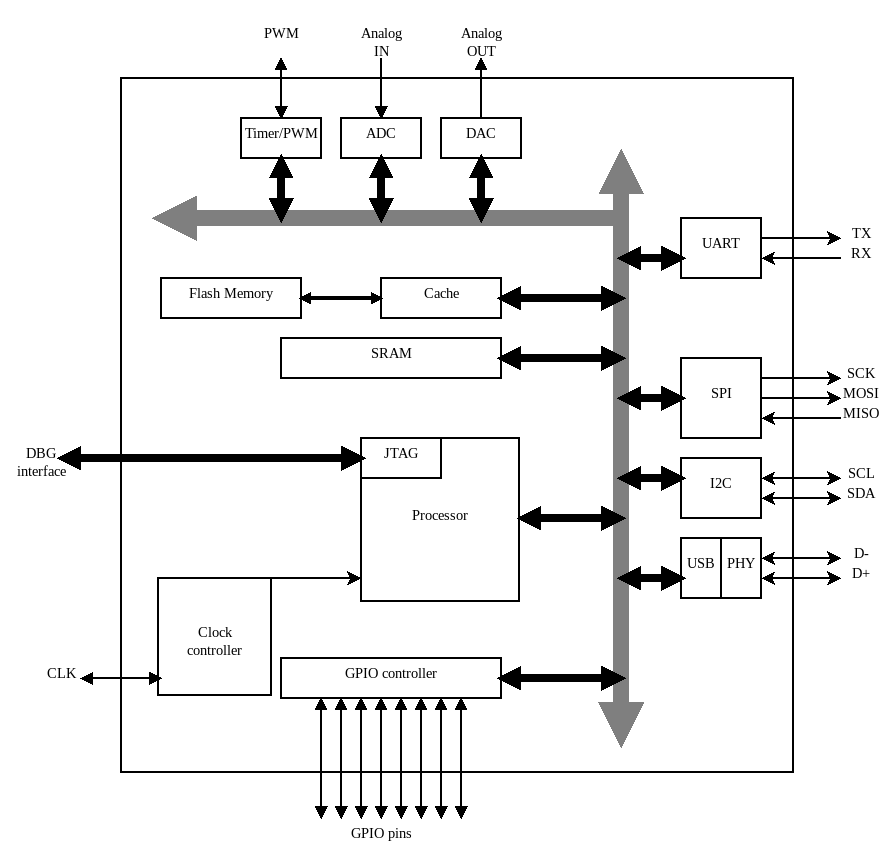 PWM
Analog
IN
Analog
OUT
Timer/PWM
ADC
DAC
UART
TX
RX
Flash Memory
Cache
SRAM
SPI
SCK
MOSI
MISO
DBG
interface
JTAG
Processor
I2C
SCL
SDA
USB
PHY
D-
D+
Clock
controller
CLK
GPIO controller
GPIO pins